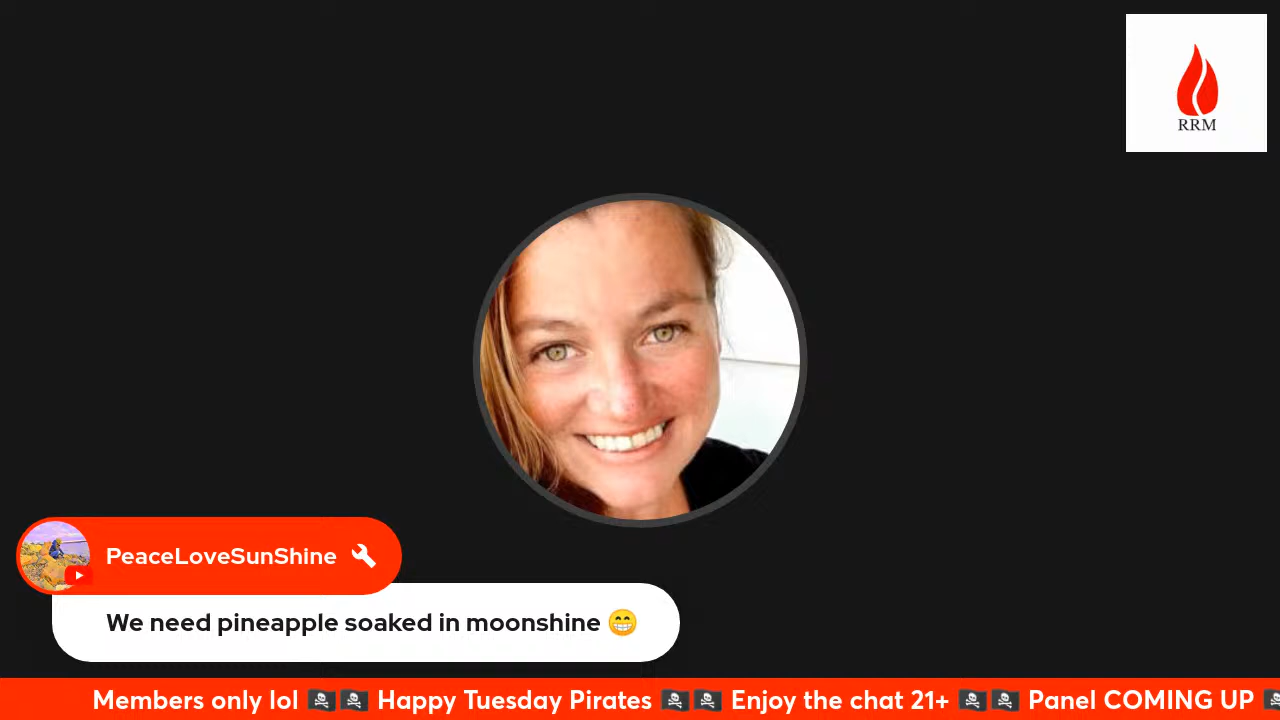 RRM
PeaceLoveSunShine
We need pineapple soaked in moonshine 😁
Members only lol 🏴‍☠️🏴‍☠️ Happy Tuesday Pirates 🏴‍☠️🏴‍☠️ Enjoy the chat 21+ 🏴‍☠️🏴‍☠️ Panel COMING UP 🏴‍☠️